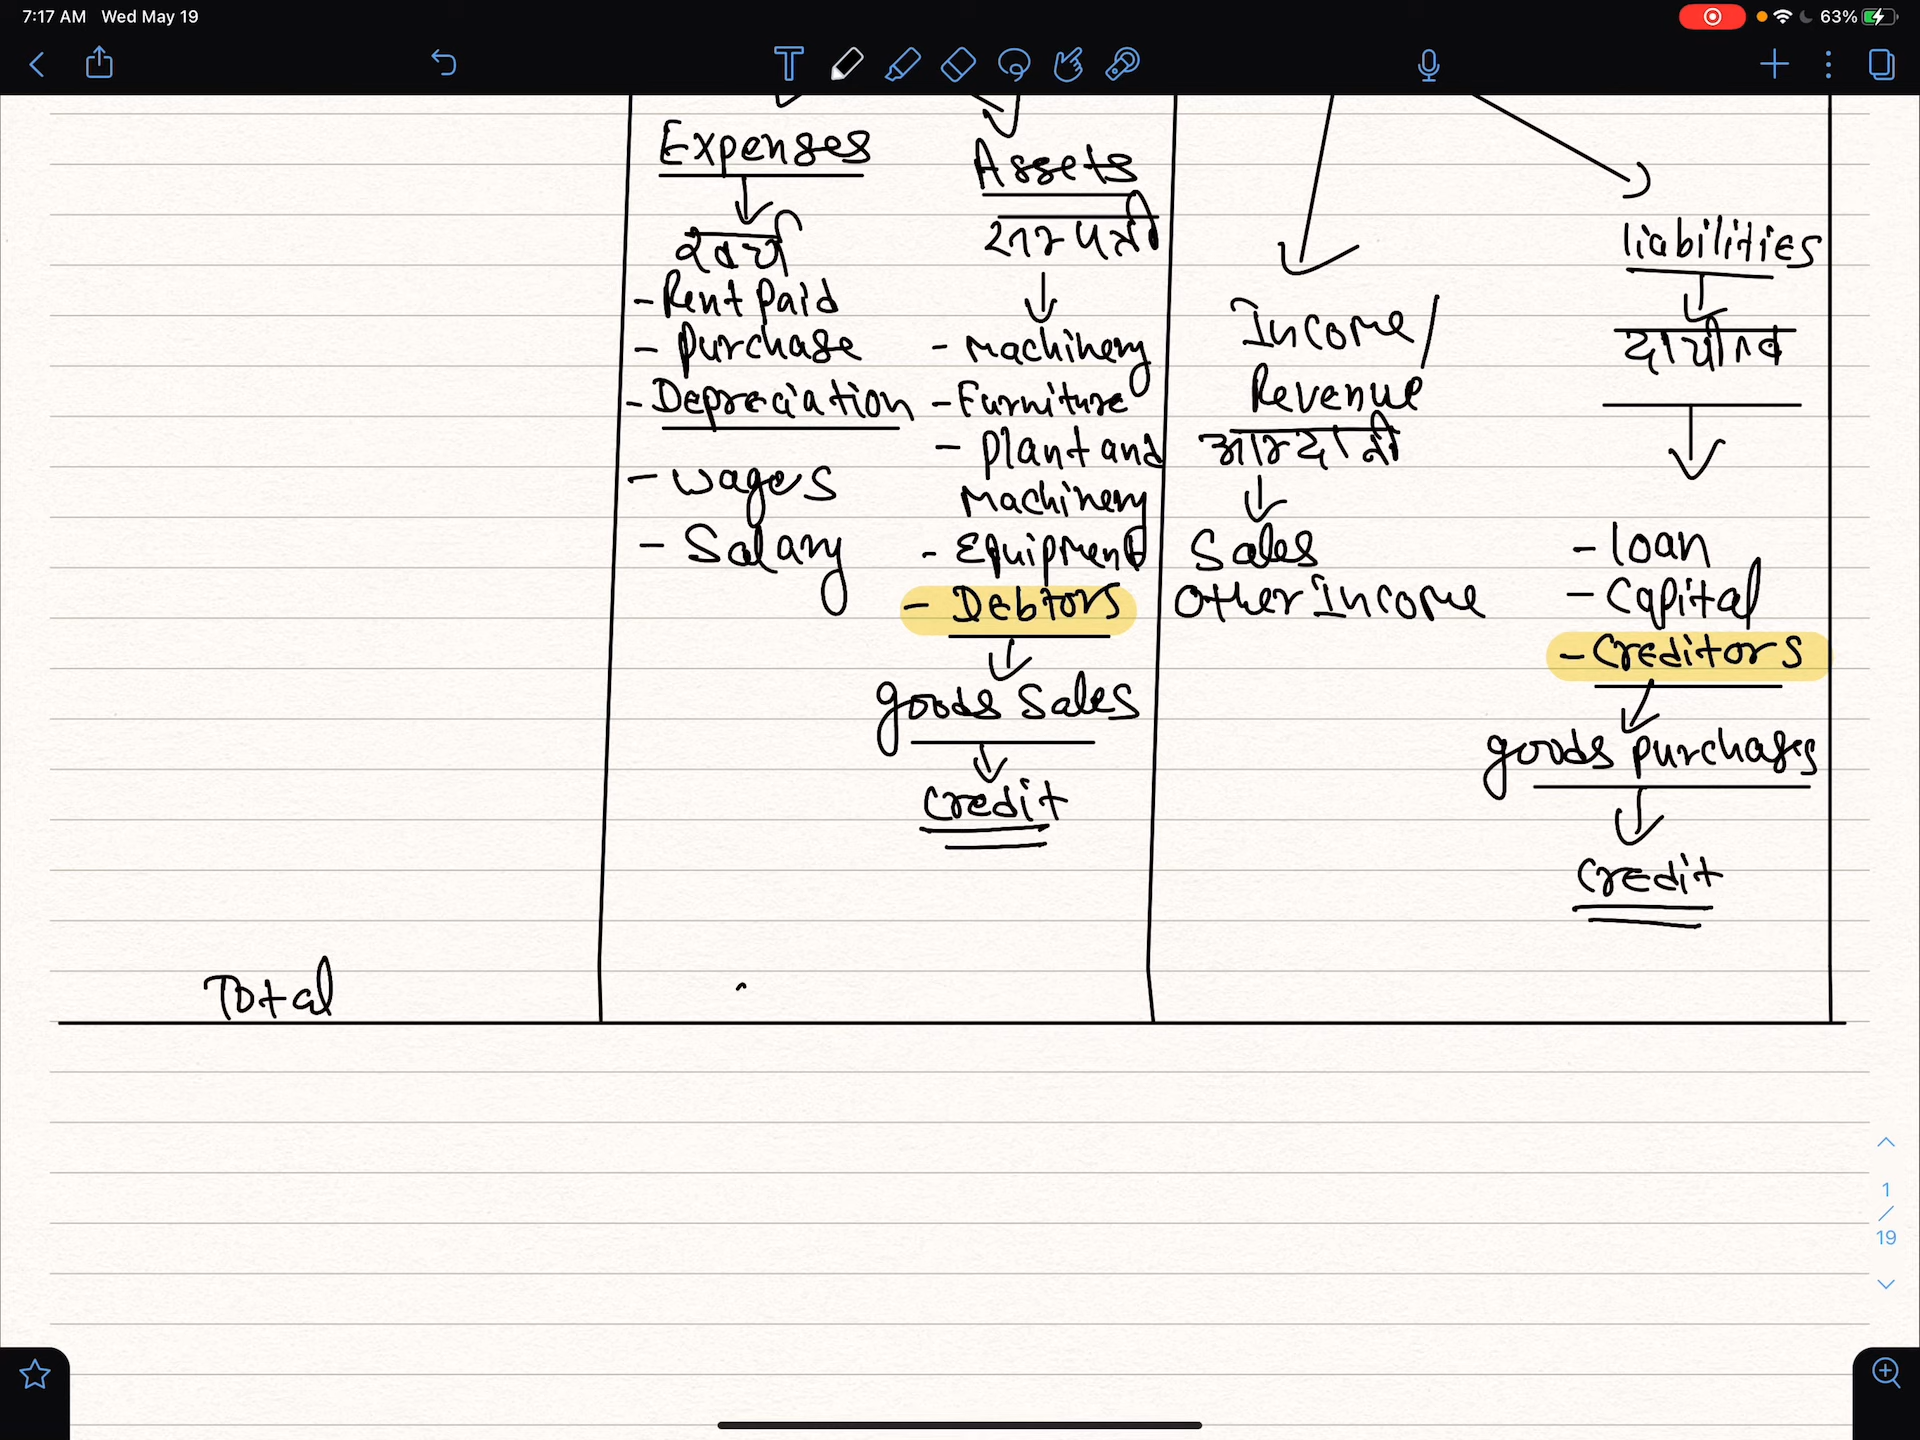 7:17 AM Wed May 19
63%
Expenses
खर्च
- Rent Paid
- Purchase
- Depreciation
- wages
- Salary
Assets
सम्पत्ती
- Machinery
- Furniture
- Plant and
Machinery
- Equipment
- Debtors
goods Sales
Credit
Income/
Revenue
आम्दानी
Sales
Other Income
liabilities
दायीत्व
- loan
- Capital
- Creditors
goods purchases
Credit
Total
1
/
19